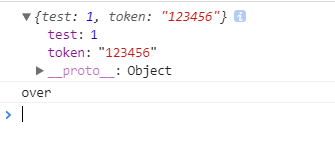 ▼{test: 1, token: "123456"} i
test: 1
token: "123456"
▶ __proto__: Object
over
>